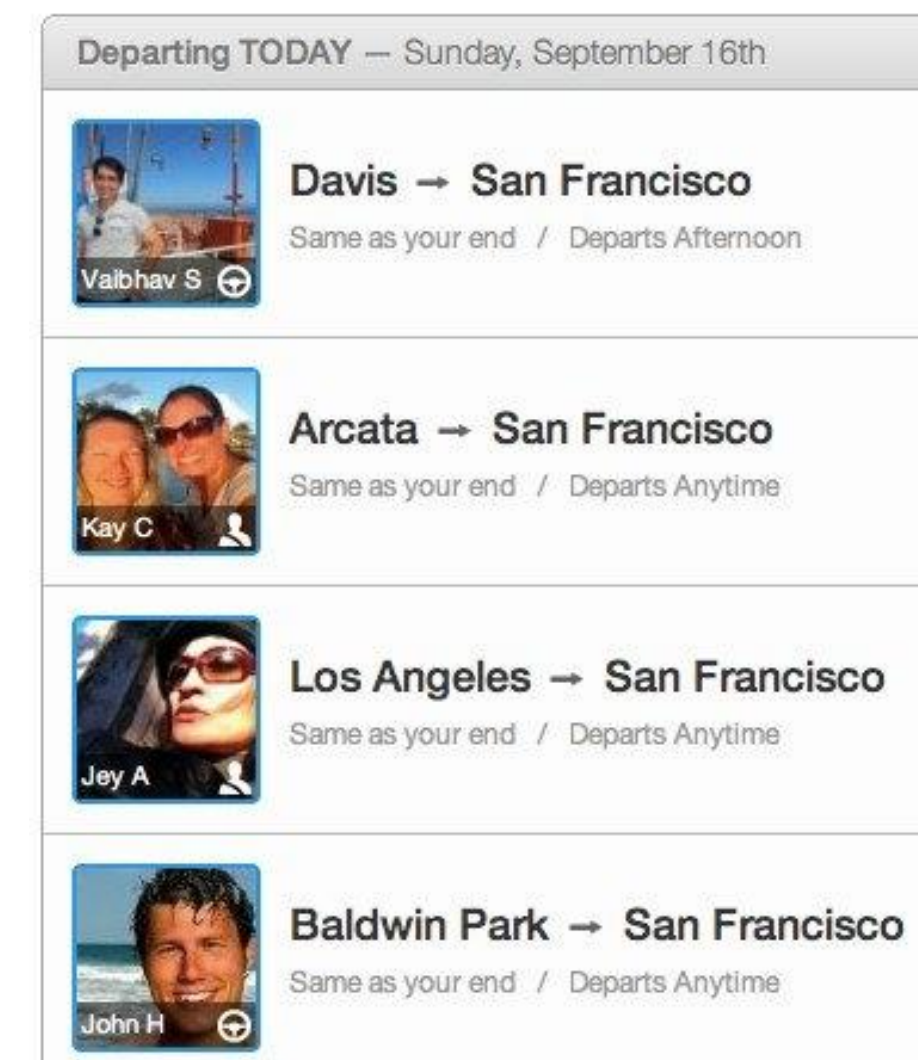 Departing TODAY — Sunday, September 16th
Davis → San Francisco
Same as your end / Departs Afternoon
Vaibhav S
Arcata → San Francisco
Same as your end / Departs Anytime
Kay C
Los Angeles → San Francisco
Same as your end / Departs Anytime
Jey A
Baldwin Park → San Francisco
Same as your end / Departs Anytime
John H